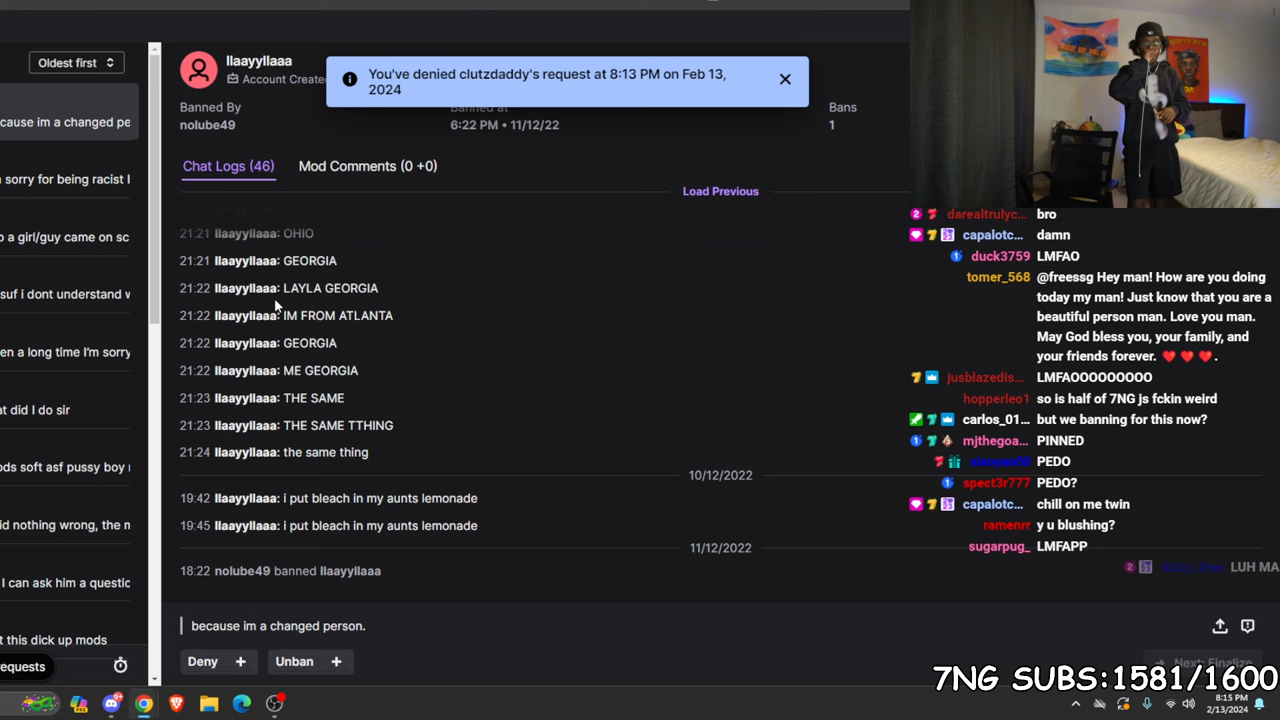 Oldest first
cause im a changed pe
sorry for being racist
o a girl/guy came on sc
suf i dont understand w
en a long time I'm sorry
at did I do sir
ods soft asf pussy boy
id nothing wrong, the m
I can ask him a questio
t this dick up mods
equests
llaayyllaaa
Account Create
You've denied clutzdaddy's request at 8:13 PM on Feb 13,
2024
Banned By
Banned at
Bans
nolube49
6:22 PM • 11/12/22
1
Chat Logs (46)
Mod Comments (0 +0)
Load Previous
21:21 llaayyllaaa: OHIO
21:21 llaayyllaaa: GEORGIA
21:22 llaayyllaaa: LAYLA GEORGIA
21:22 llaayyllaaa: IM FROM ATLANTA
21:22 llaayyllaaa: GEORGIA
21:22 llaayyllaaa: ME GEORGIA
21:23 llaayyllaaa: THE SAME
21:23 llaayyllaaa: THE SAME TTHING
21:24 llaayyllaaa: the same thing
10/12/2022
19:42 llaayyllaaa: i put bleach in my aunts lemonade
19:45 llaayyllaaa: i put bleach in my aunts lemonade
11/12/2022
18:22 nolube49 banned llaayyllaaa
because im a changed person.
Deny +
Unban +
Next: Finalize
darealtrulyc... bro
capalotc... damn
duck3759 LMFAO
tomer_568 @freessg Hey man! How are you doing
today my man! Just know that you are a
beautiful person man. Love you man.
May God bless you, your family, and
your friends forever. ❤️ ❤️ ❤️.
jusblazedis... LMFAOOOOOOOOO
hopperleo1 so is half of 7NG js fckin weird
carlos_01... but we banning for this now?
mjthegoa... PINNED
PEDO
spect3r777 PEDO?
capalotc... chill on me twin
ramenrr y u blushing?
sugarpug_ LMFAPP
LUH MA
7NG SUBS:1581/1600
8:15 PM
2/13/2024